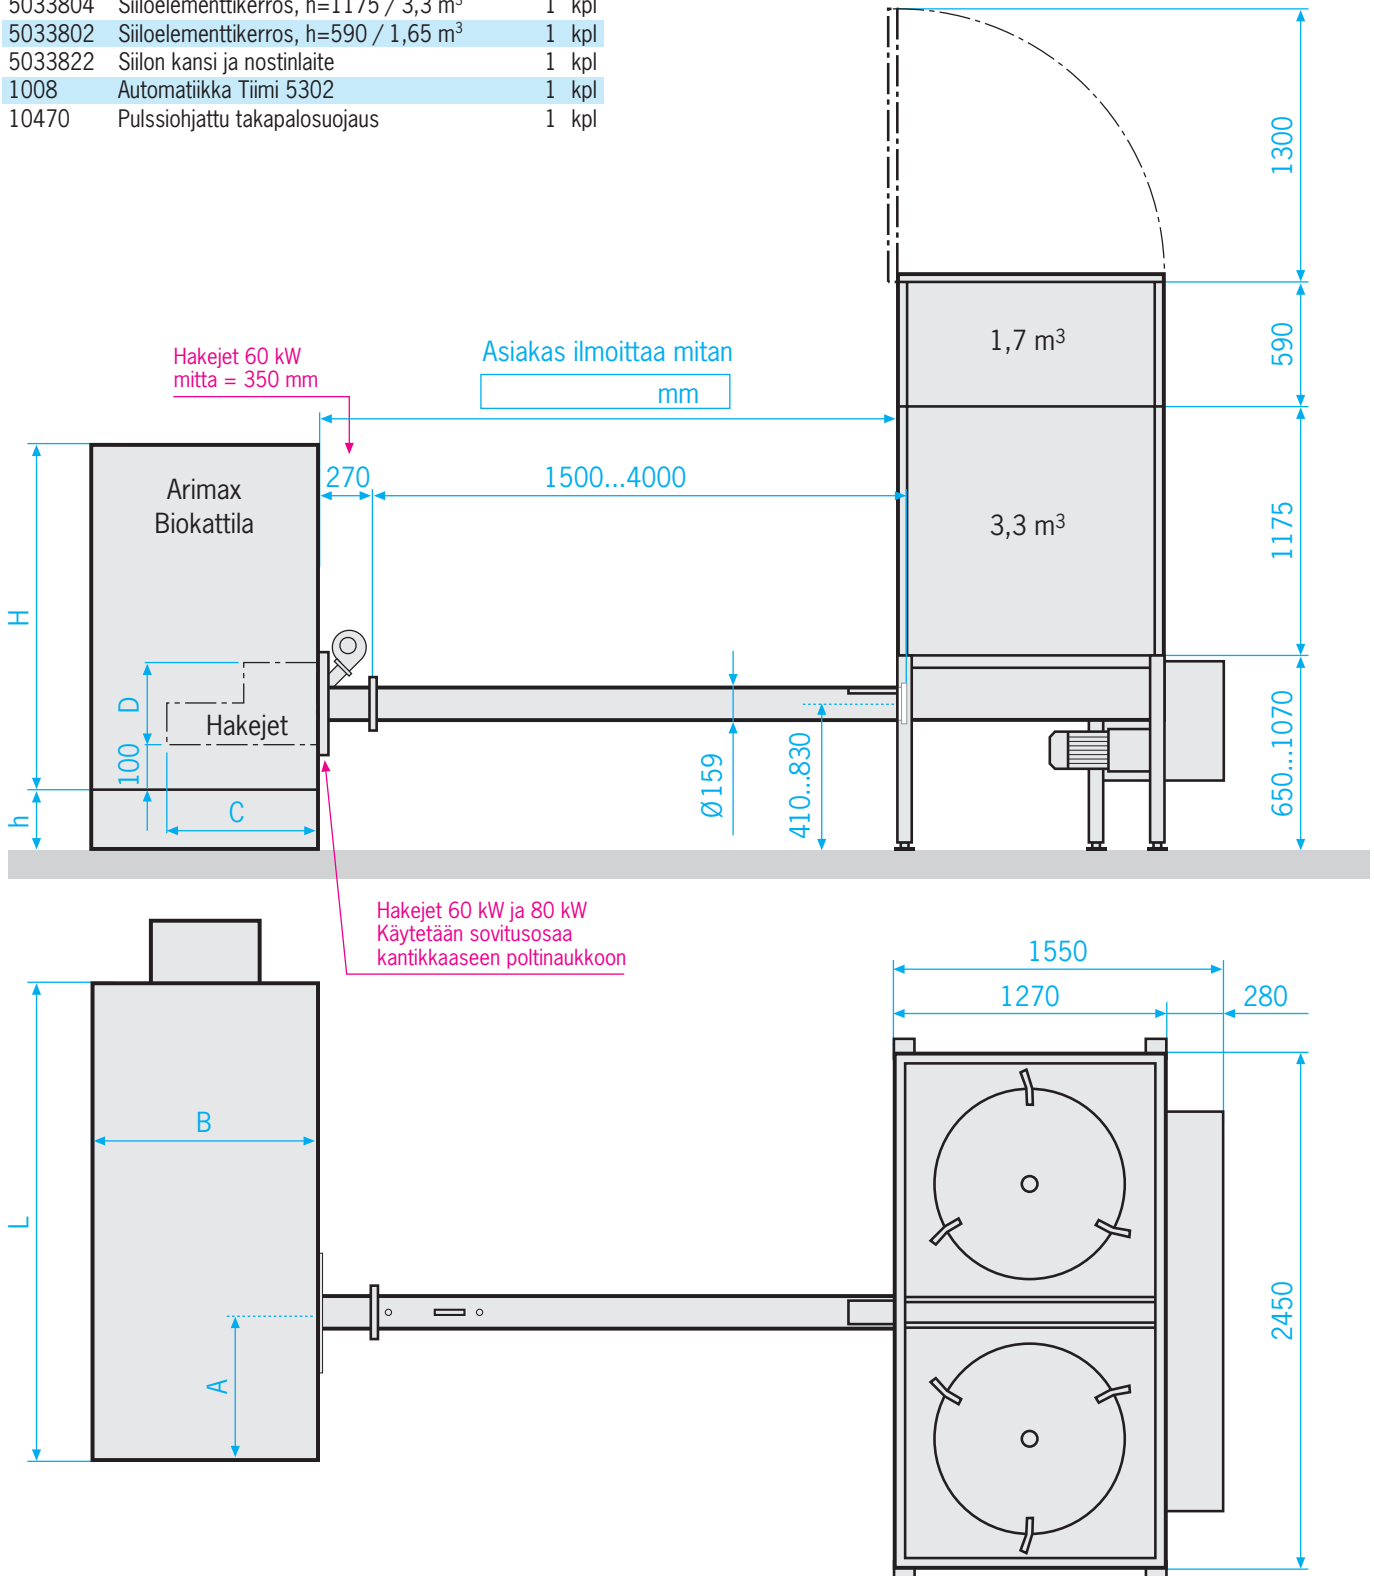 5033804 Siiloelementtikerros, h=1175 / 3,3 m³ 1 kpl
5033802 Siiloelementtikerros, h=590 / 1,65 m³ 1 kpl
5033822 Siilon kansi ja nostinlaite 1 kpl
1008 Automatiikka Tiimi 5302 1 kpl
10470 Pulssiohjattu takapalosuojaus 1 kpl
1300
590
1175
650...1070
1,7 m³
3,3 m³
Hakejet 60 kW
mitta = 350 mm
Asiakas ilmoittaa mitan
mm
270
1500...4000
Arimax
Biokattila
H
h
D
100
C
Hakejet
Ø159
410...830
Hakejet 60 kW ja 80 kW
Käytetään sovitusosaa
kantikkaaseen poltinaukkoon
1550
1270
280
B
L
A
2450